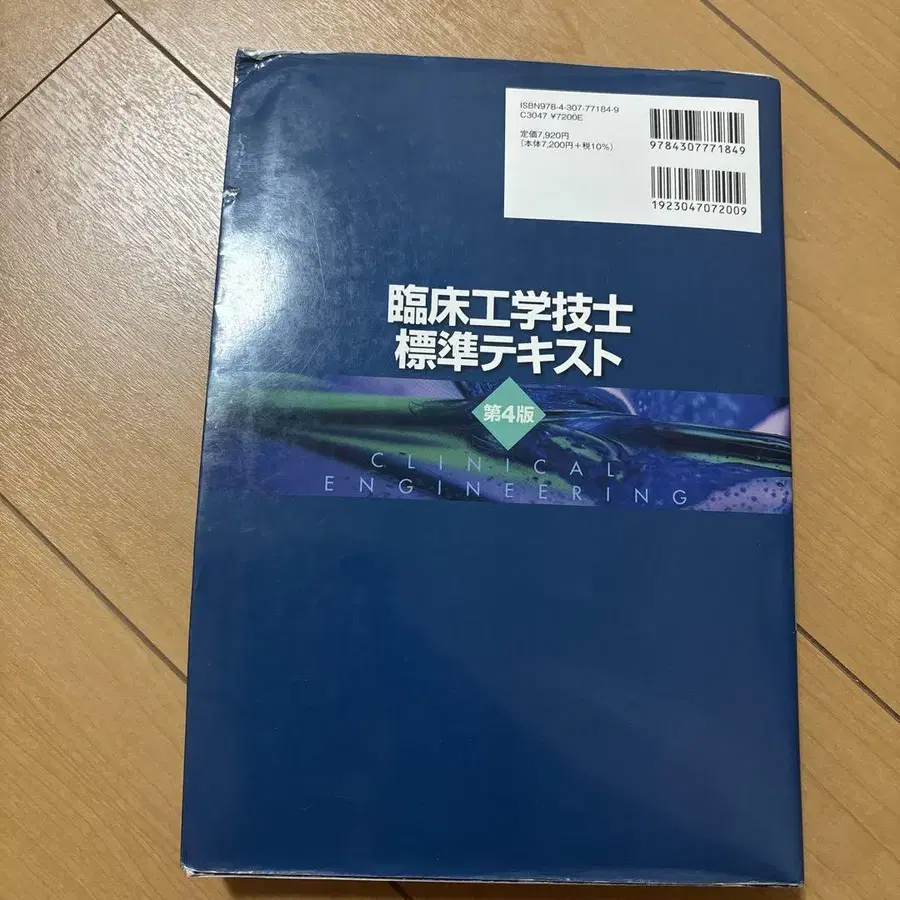 ISBN978-4-307-77184-9
C3047 ¥7200E
定価7,920円
(本体7,200円+税10%)
9784307771849
1923047072009
臨床工学技士
標準テキスト
第4版
CLINICAL
ENGINEERING